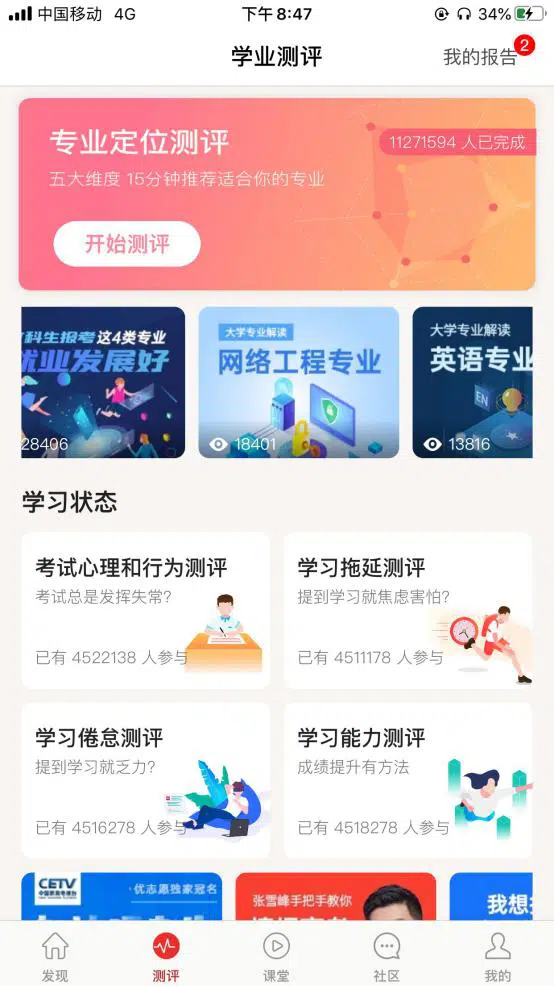 中国移动 4G
下午8:47
34%
学业测评
我的报告
2
专业定位测评
11271594 人已完成
五大维度 15分钟推荐适合你的专业
开始测评
科生报考这4类专业
就业发展好
28406
大学专业解读
网络工程专业
18401
大学专业解读
英语专业
EN
13816
学习状态
考试心理和行为测评
考试总是发挥失常?
已有 4522138 人参与
学习拖延测评
提到学习就焦虑害怕?
已有 4511178 人参与
学习倦怠测评
提到学习就乏力?
已有 4516278 人参与
学习能力测评
成绩提升有方法
已有 4518278 人参与
CETV
·优志愿独家冠名
张雪峰手把手教你
我想
发现
测评
课堂
社区
我的